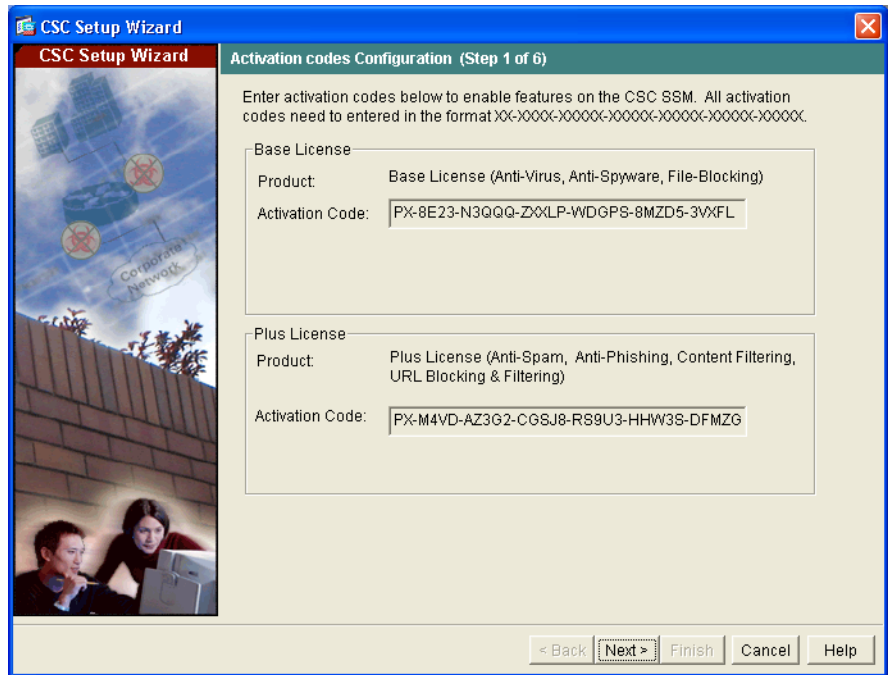 CSC Setup Wizard
CSC Setup Wizard
Activation codes Configuration (Step 1 of 6)
Enter activation codes below to enable features on the CSC SSM. All activation
codes need to entered in the format XX-XXXX-XXXXX-XXXXX-XXXXX-XXXXX-XXXXX.
Base License
Product: Base License (Anti-Virus, Anti-Spyware, File-Blocking)
Activation Code: PX-8E23-N3QQQ-ZXXLP-WDGPS-8MZD5-3VXFL
Corporate
Network
Plus License
Product: Plus License (Anti-Spam, Anti-Phishing, Content Filtering,
URL Blocking & Filtering)
Activation Code: PX-M4VD-AZ3G2-CGSJ8-RS9U3-HHW3S-DFMZG
< Back Next > Finish Cancel Help